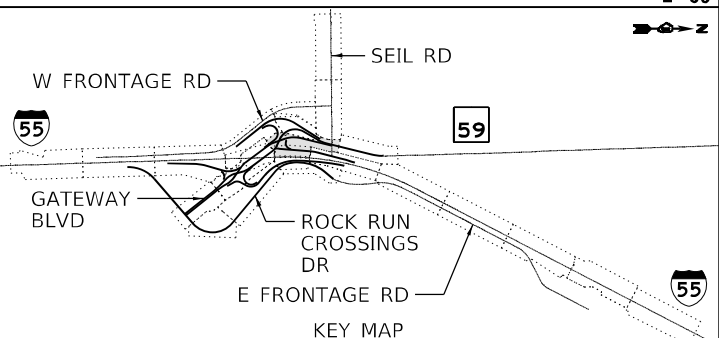 Z
SEIL RD
W FRONTAGE RD
55
59
GATEWAY
BLVD
ROCK RUN
CROSSINGS
DR
E FRONTAGE RD
55
KEY MAP